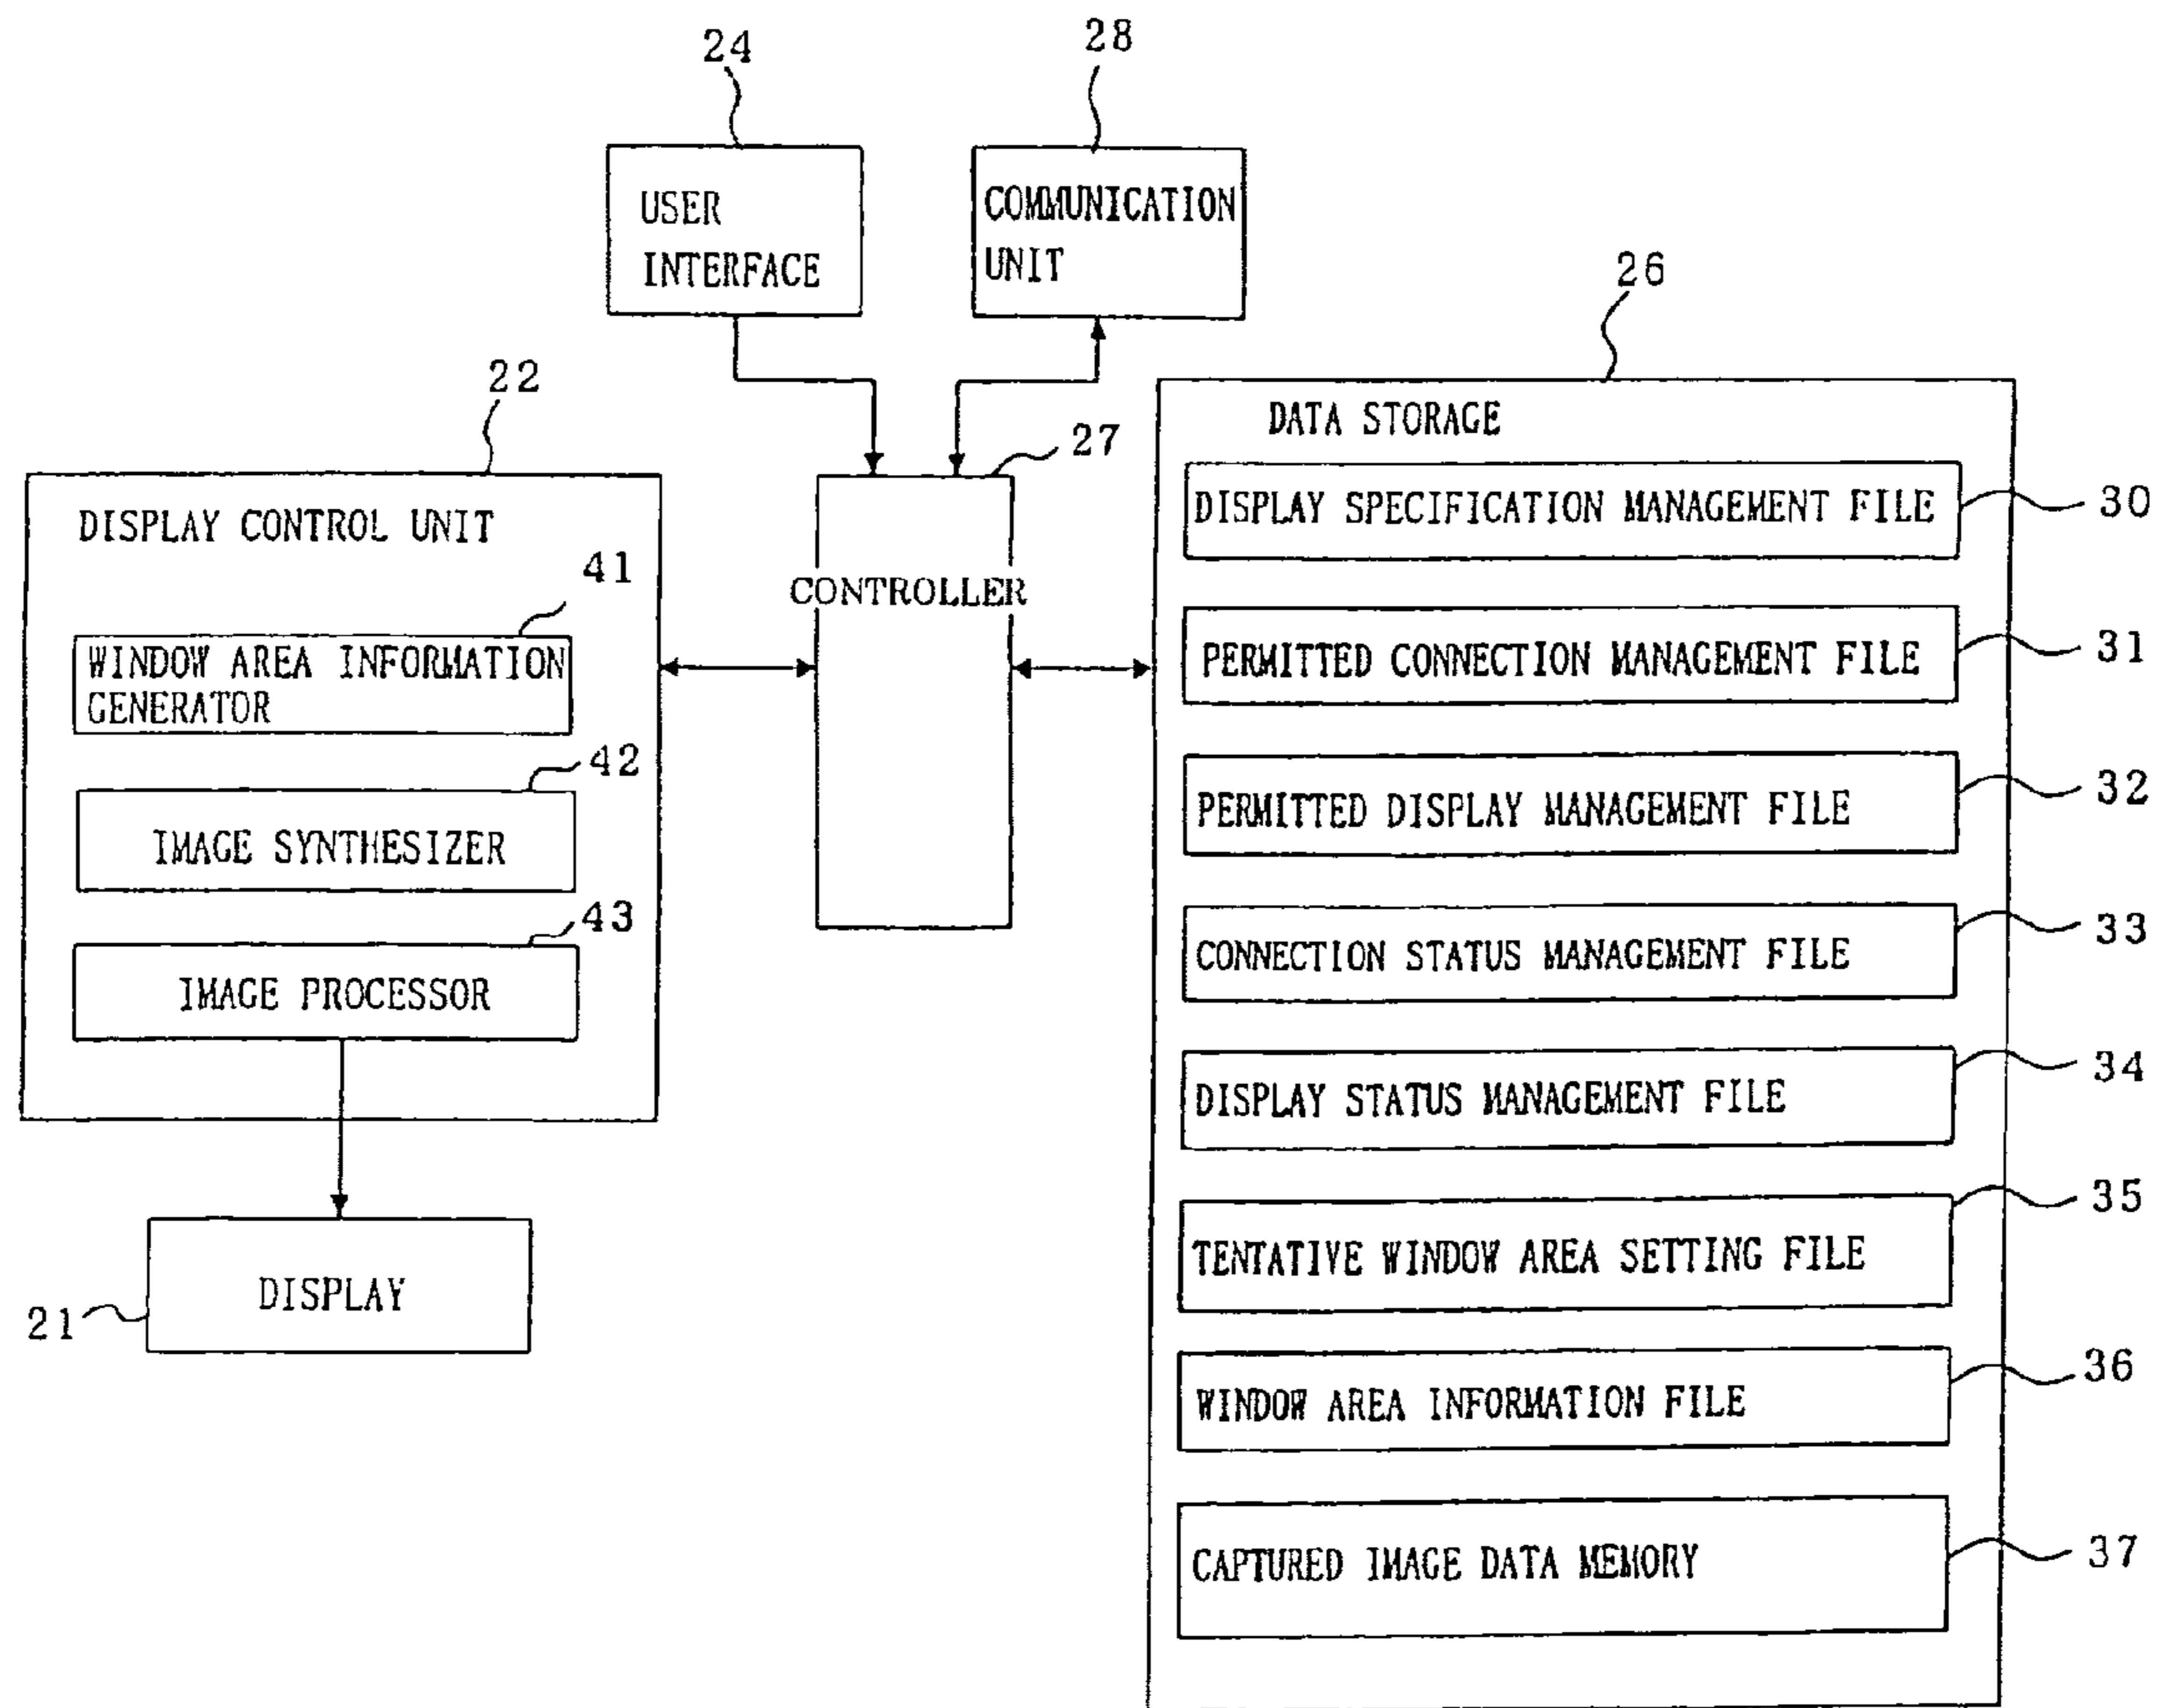 24
28
USER
INTERFACE
COMMUNICATION
UNIT
26
22
27
DATA STORAGE
DISPLAY CONTROL UNIT
DISPLAY SPECIFICATION MANAGEMENT FILE
30
41
CONTROLLER
WINDOW AREA INFORMATION
GENERATOR
PERMITTED CONNECTION MANAGEMENT FILE
31
42
IMAGE SYNTHESIZER
PERMITTED DISPLAY MANAGEMENT FILE
32
43
IMAGE PROCESSOR
CONNECTION STATUS MANAGEMENT FILE
33
DISPLAY STATUS MANAGEMENT FILE
34
TENTATIVE WINDOW AREA SETTING FILE
35
DISPLAY
21
WINDOW AREA INFORMATION FILE
36
CAPTURED IMAGE DATA MEMORY
37